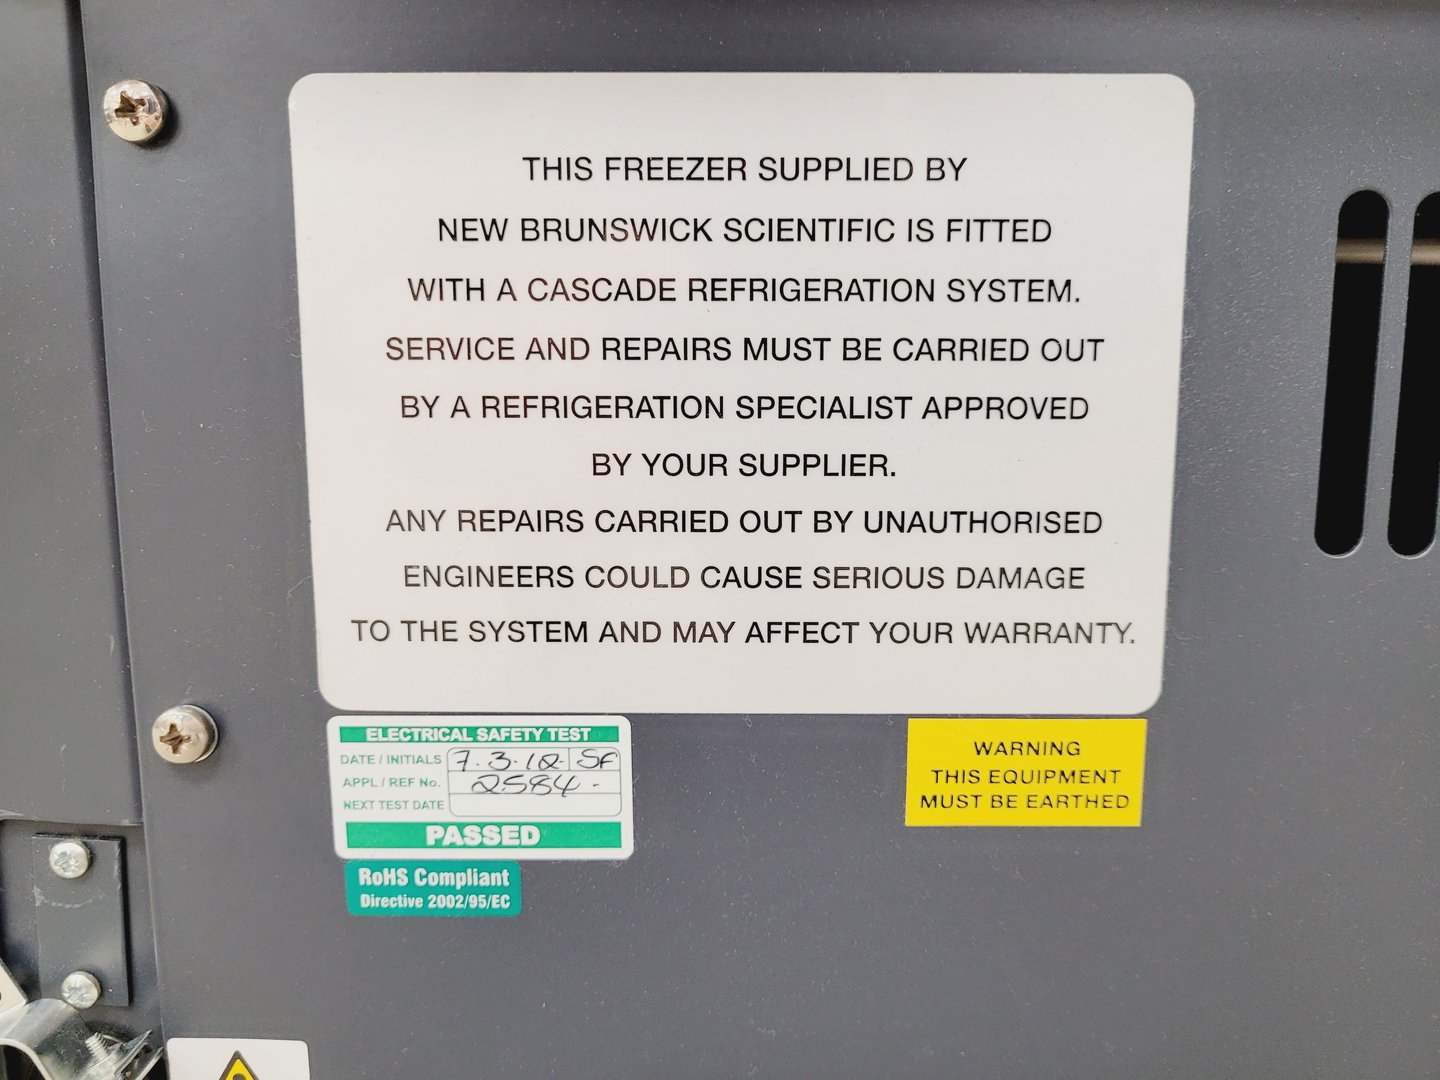 THIS FREEZER SUPPLIED BY
NEW BRUNSWICK SCIENTIFIC IS FITTED
WITH A CASCADE REFRIGERATION SYSTEM.
SERVICE AND REPAIRS MUST BE CARRIED OUT
BY A REFRIGERATION SPECIALIST APPROVED
BY YOUR SUPPLIER.
ANY REPAIRS CARRIED OUT BY UNAUTHORISED
ENGINEERS COULD CAUSE SERIOUS DAMAGE
TO THE SYSTEM AND MAY AFFECT YOUR WARRANTY.
ELECTRICAL SAFETY TEST
DATE / INITIALS 7.3.12 SF
APPL / REF No. 2584-
NEXT TEST DATE
PASSED
RoHS Compliant
Directive 2002/95/EC
WARNING
THIS EQUIPMENT
MUST BE EARTHED